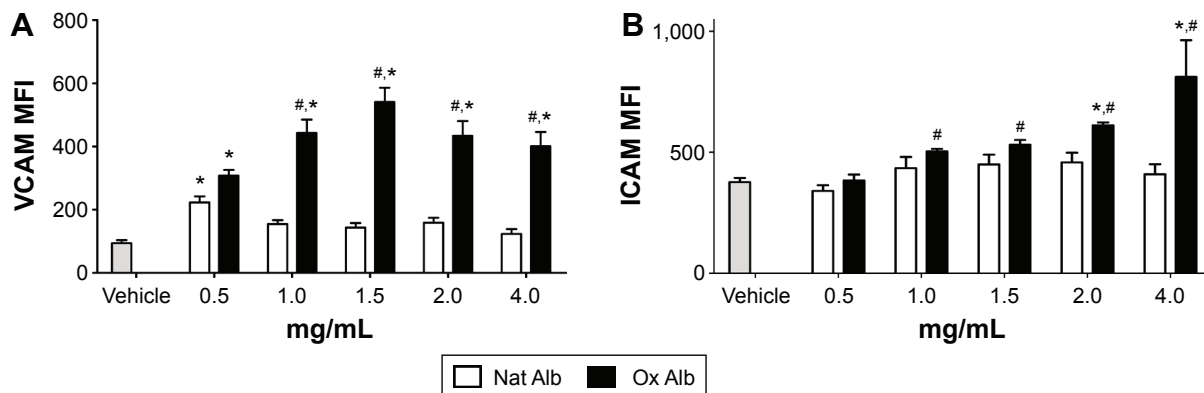 A
VCAM MFI
800
600
400
200
0
*
*
#,*
#,*
#,*
#,*
Vehicle 0.5 1.0 1.5 2.0 4.0
mg/mL
B
ICAM MFI
1,000
500
0
#
#
*,#
*,#
Vehicle 0.5 1.0 1.5 2.0 4.0
mg/mL
Nat Alb Ox Alb